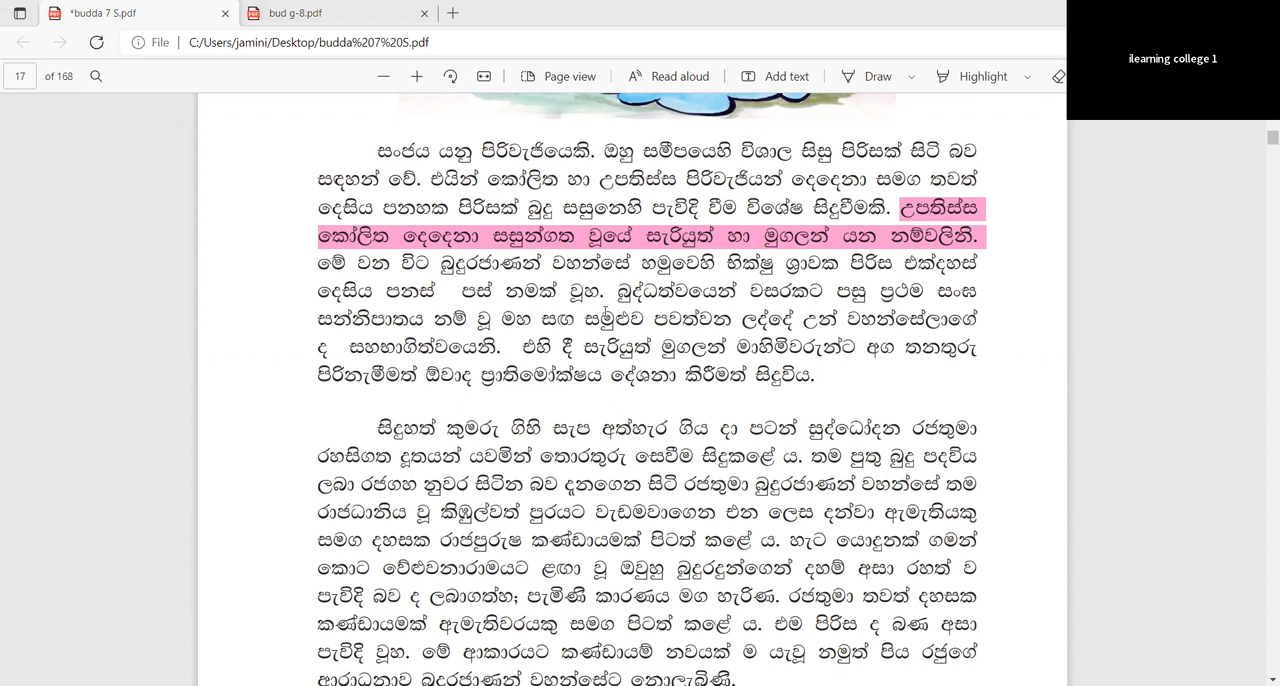 *budda 7 S.pdf
bud g-8.pdf
File C:/Users/jamini/Desktop/budda%207%20S.pdf
17 of 168 Page view Read aloud Add text Draw Highlight
ilearning college 1
සංජය යනු පිරිවැජියෙකි. ඔහු සමීපයෙහි විශාල සිසු පිරිසක් සිටි බව
සඳහන් වේ. එයින් කෝලිත හා උපතිස්ස පිරිවැජියන් දෙදෙනා සමග තවත්
දෙසිය පනහක පිරිසක් බුදු සසුනෙහි පැවිදි වීම විශේෂ සිදුවීමකි. උපතිස්ස
කෝලිත දෙදෙනා සසුන්ගත වූයේ සැරියුත් හා මුගලන් යන නම්වලිනි.
මේ වන විට බුදුරජාණන් වහන්සේ හමුවෙහි භික්ෂු ශ්‍රාවක පිරිස එක්දහස්
දෙසිය පනස් පස් නමක් වූහ. බුද්ධත්වයෙන් වසරකට පසු ප්‍රථම සංඝ
සන්නිපාතය නම් වූ මහ සඟ සමුළුව පවත්වන ලද්දේ උන් වහන්සේලාගේ
ද සහභාගිත්වයෙනි. එහි දී සැරියුත් මුගලන් මාහිමිවරුන්ට අග තනතුරු
පිරිනැමීමත් ඕවාද ප්‍රාතිමෝක්ෂය දේශනා කිරීමත් සිදුවිය.
සිදුහත් කුමරු ගිහි සැප අත්හැර ගිය දා පටන් සුද්ධෝදන රජතුමා
රහසිගත දූතයන් යවමින් තොරතුරු සෙවීම සිදුකළේ ය. තම පුතු බුදු පදවිය
ලබා රජගහ නුවර සිටින බව දැනගෙන සිටි රජතුමා බුදුරජාණන් වහන්සේ තම
රාජධානිය වූ කිඹුල්වත් පුරයට වැඩමවාගෙන එන ලෙස දන්වා ඇමැතියකු
සමග දහසක රාජපුරුෂ කණ්ඩායමක් පිටත් කළේ ය. හැට යොදුනක් ගමන්
කොට වේළුවනාරාමයට ළඟා වූ ඔවුහු බුදුරදුන්ගෙන් දහම් අසා රහත් ව
පැවිදි බව ද ලබාගත්හ; පැමිණි කාරණය මග හැරිණ. රජතුමා තවත් දහසක
කණ්ඩායමක් ඇමැතිවරයකු සමග පිටත් කළේ ය. එම පිරිස ද බණ අසා
පැවිදි වූහ. මේ ආකාරයට කණ්ඩායම් නවයක් ම යැවූ නමුත් පිය රජුගේ
ආරාධනාව බුදුරජාණන් වහන්සේට නොලැබිණි.